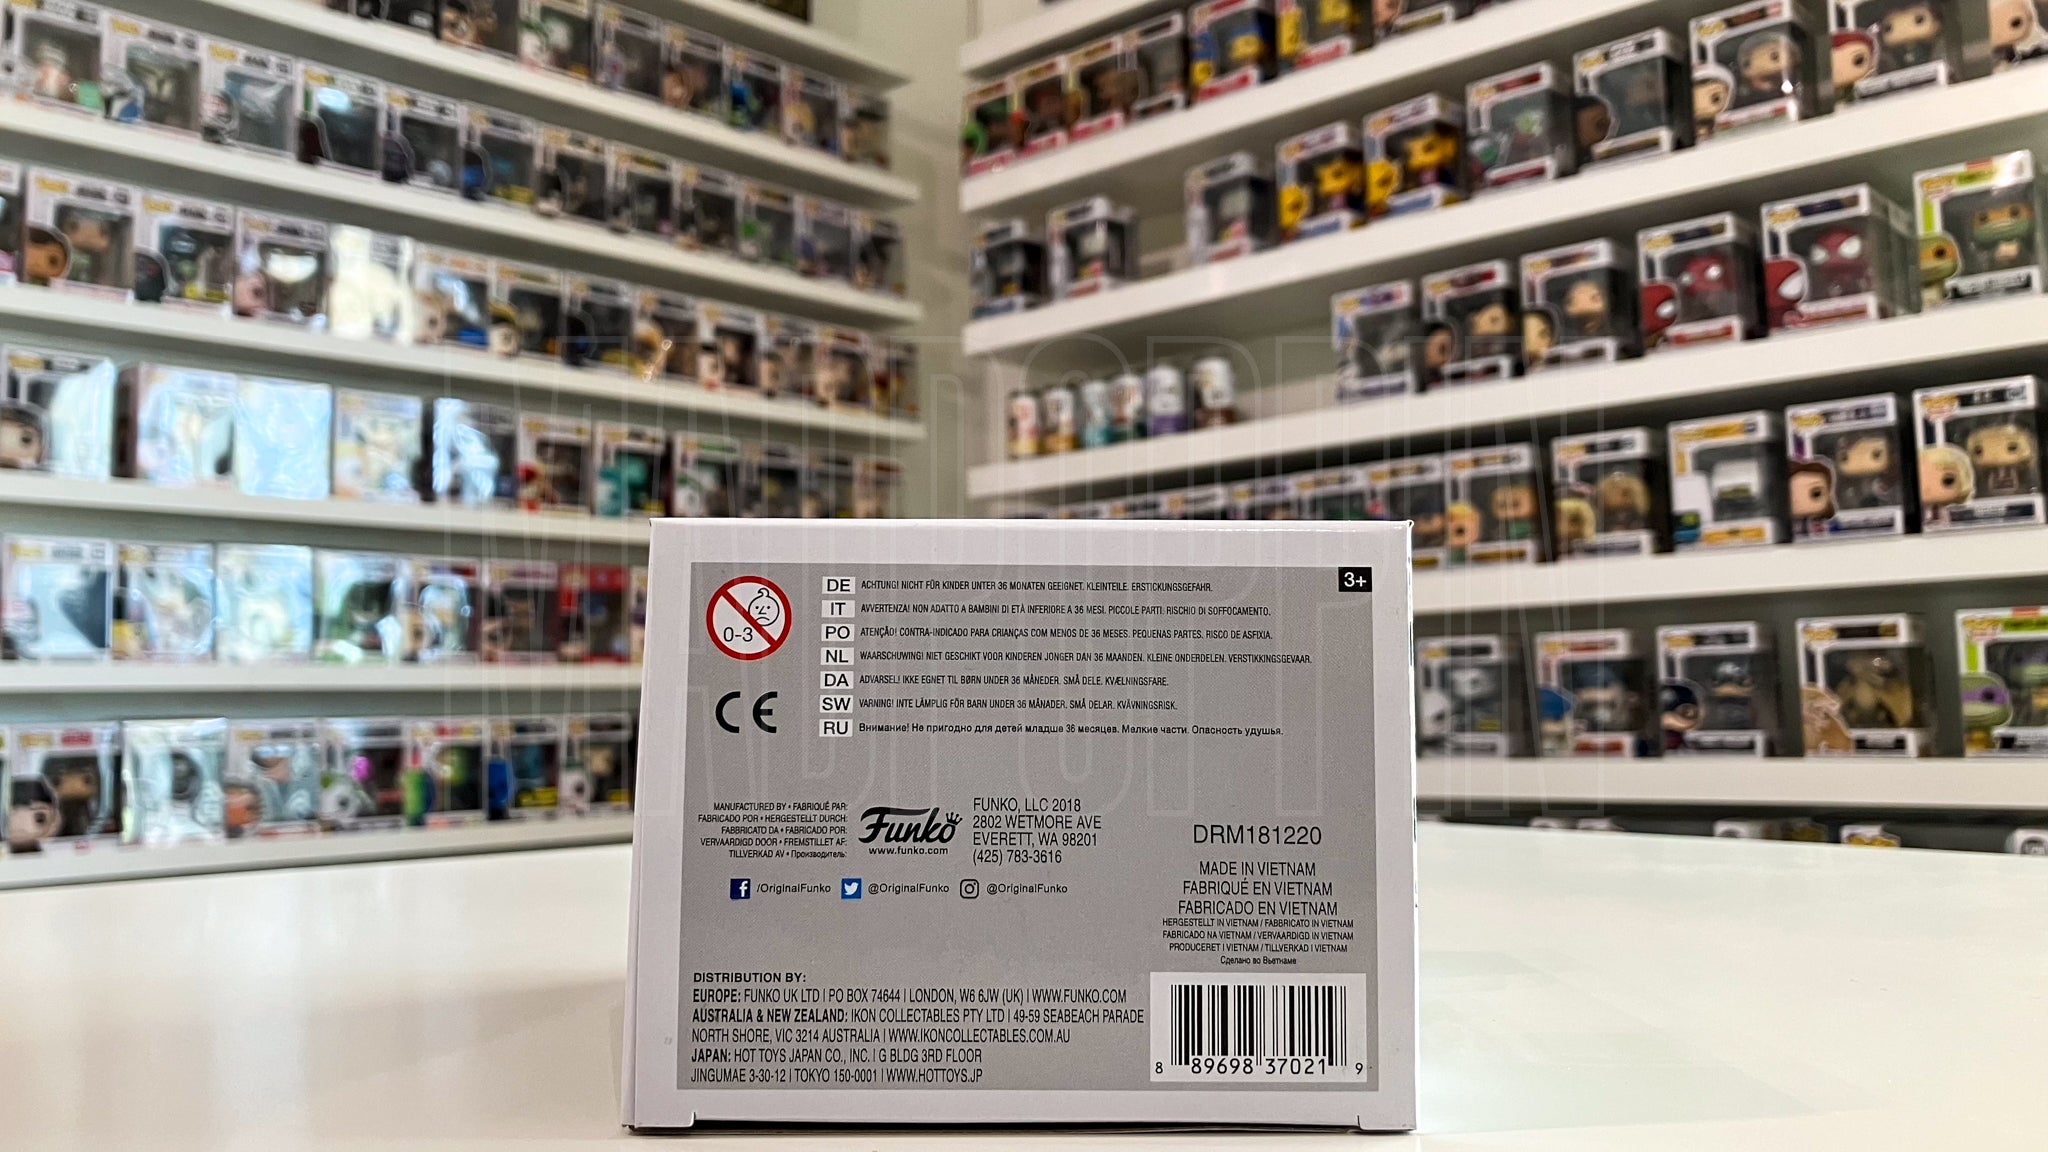 3+
0-3
DE ACHTUNG! NICHT FÜR KINDER UNTER 36 MONATEN GEEIGNET. KLEINTEILE. ERSTICKUNGSGEFAHR.
IT AVVERTENZA! NON ADATTO A BAMBINI DI ETÀ INFERIORE A 36 MESI. PICCOLE PARTI. RISCHIO DI SOFFOCAMENTO.
PO ATENÇÃO! CONTRA-INDICADO PARA CRIANÇAS COM MENOS DE 36 MESES. PEQUENAS PARTES. RISCO DE ASFIXIA.
NL WAARSCHUWING! NIET GESCHIKT VOOR KINDEREN JONGER DAN 36 MAANDEN. KLEINE ONDERDELEN. VERSTIKKINGSGEVAAR.
DA ADVARSEL! IKKE EGNET TIL BØRN UNDER 36 MÅNEDER. SMÅ DELE. KVÆLNINGSFARE.
SW VARNING! INTE LÄMPLIG FÖR BARN UNDER 36 MÅNADER. SMÅ DELAR. KVÄVNINGSRISK.
RU Внимание! Не пригодно для детей младше 36 месяцев. Мелкие части. Опасность удушья.
CE
MANUFACTURED BY • FABRIQUÉ PAR:
FABRICADO POR • HERGESTELLT DURCH:
FABBRICATO DA • FABRICADO POR:
VERVAARDIGD DOOR • FREMSTILLET AF:
TILLVERKAD AV • Производитель:
Funko
www.funko.com
FUNKO, LLC 2018
2802 WETMORE AVE
EVERETT, WA 98201
(425) 783-3616
/OriginalFunko @OriginalFunko @OriginalFunko
DRM181220
MADE IN VIETNAM
FABRIQUÉ EN VIETNAM
FABRICADO EN VIETNAM
HERGESTELLT IN VIETNAM / FABBRICATO IN VIETNAM
FABRICADO NA VIETNAM / VERVAARDIGD IN VIETNAM
PRODUCERET I VIETNAM / TILLVERKAD I VIETNAM
Сделано во Вьетнаме
DISTRIBUTION BY:
EUROPE: FUNKO UK LTD | PO BOX 74644 | LONDON, W6 6JW (UK) | WWW.FUNKO.COM
AUSTRALIA & NEW ZEALAND: IKON COLLECTABLES PTY LTD | 49-59 SEABEACH PARADE
NORTH SHORE, VIC 3214 AUSTRALIA | WWW.IKONCOLLECTABLES.COM.AU
JAPAN: HOT TOYS JAPAN CO., INC. | G BLDG 3RD FLOOR
JINGUMAE 3-30-12 | TOKYO 150-0001 | WWW.HOTTOYS.JP
8 89698 37021 9